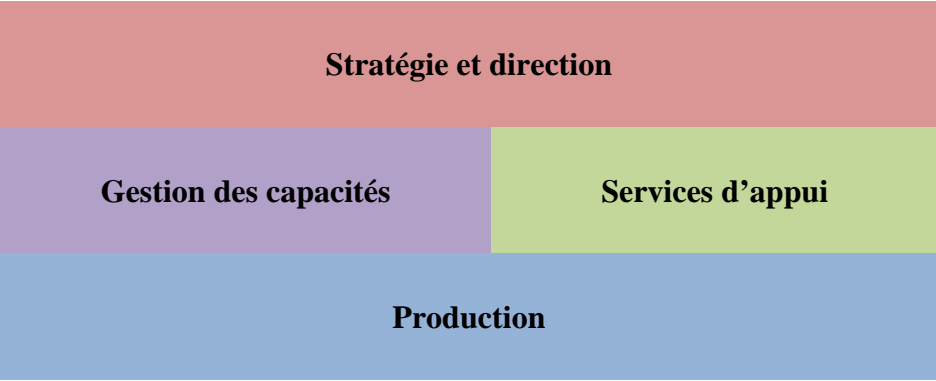 Stratégie et direction
Gestion des capacités
Services d’appui
Production